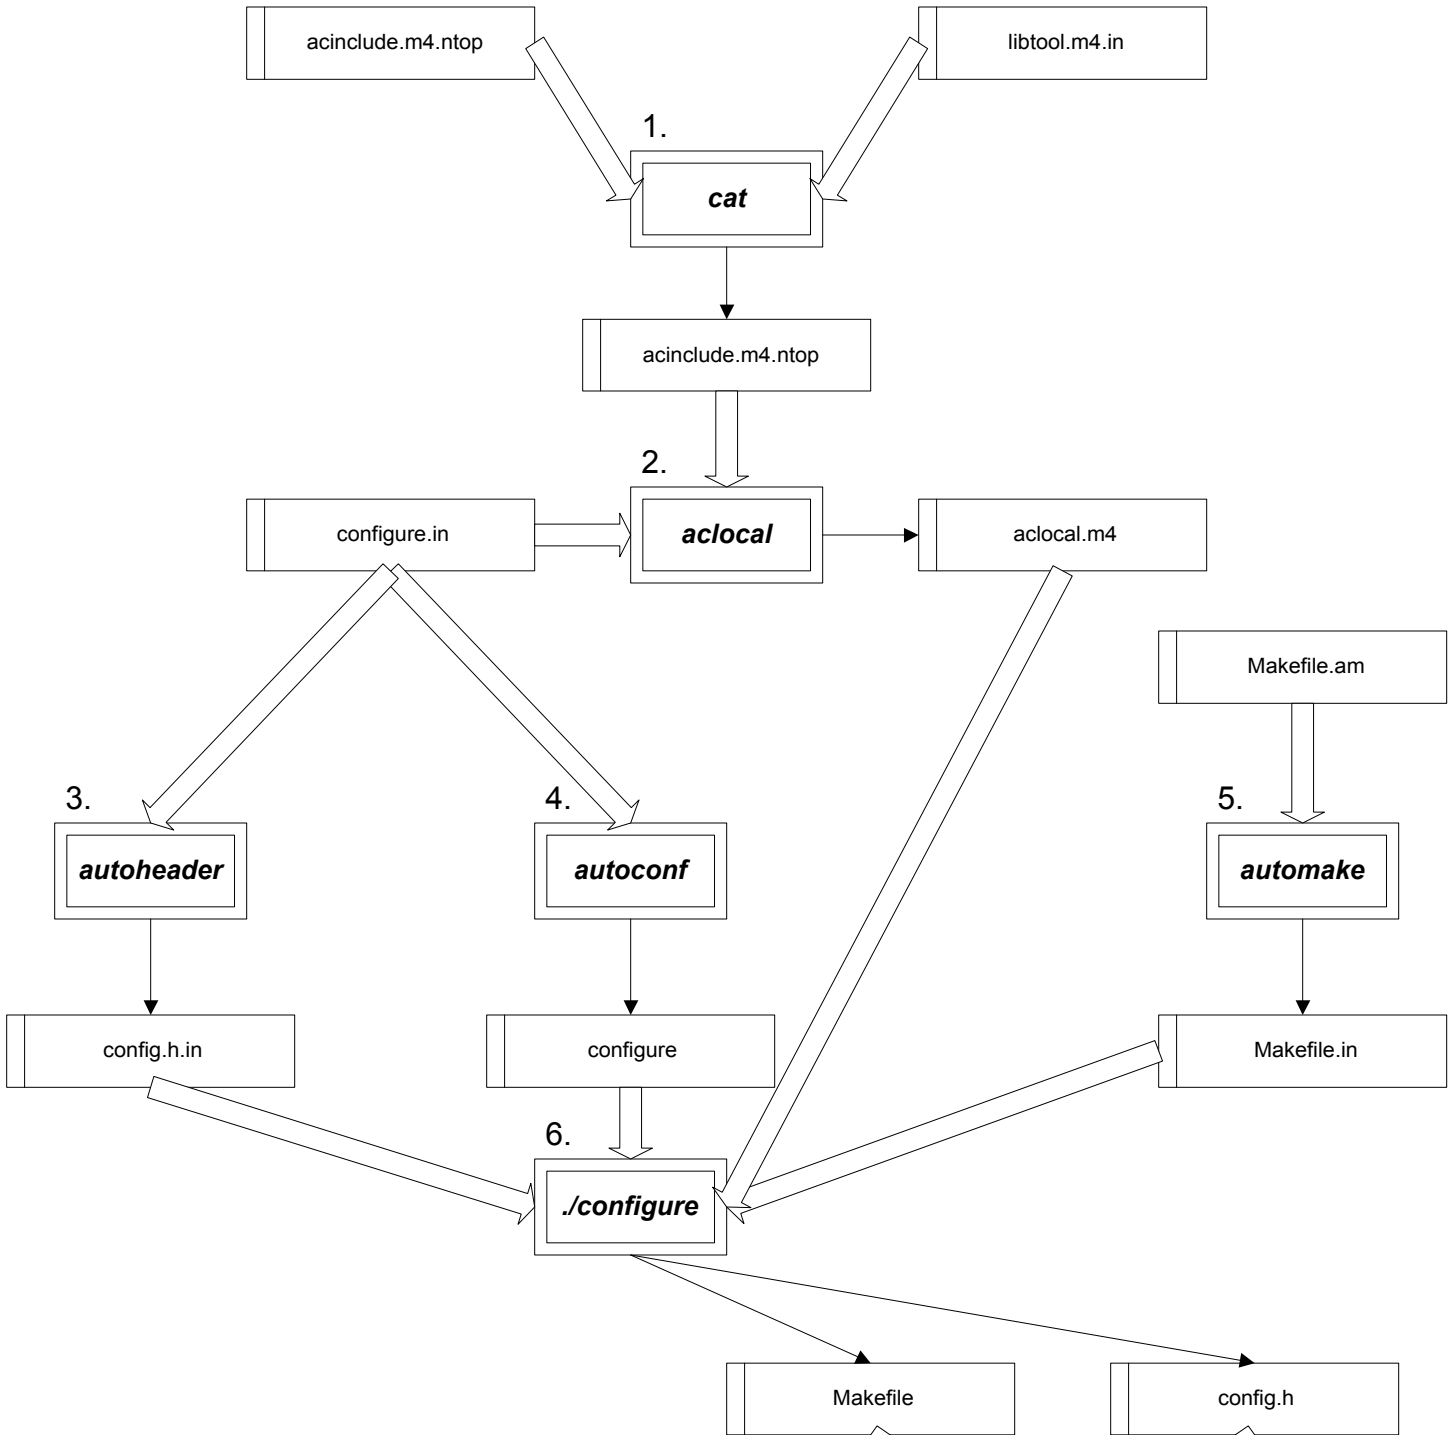 acinclude.m4.ntop
libtool.m4.in
1.
cat
acinclude.m4.ntop
2.
configure.in
aclocal
aclocal.m4
Makefile.am
3.
4.
5.
autoheader
autoconf
automake
config.h.in
configure
Makefile.in
6.
./configure
Makefile
config.h